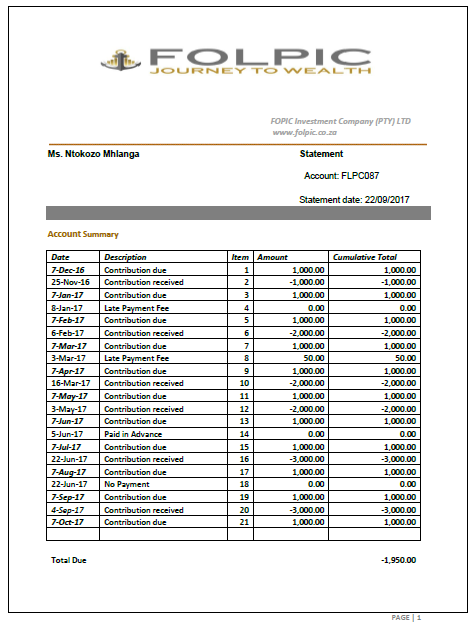 FOLPIC
JOURNEY TO WEALTH
FOPIC Investment Company (PTY) LTD
www.folpic.co.za
Ms. Ntokozo Mhlanga Statement
Account: FLPC087
Statement date: 22/09/2017
Account Summary
Date Description Item Amount Cumulative Total
7-Dec-16 Contribution due 1 1,000.00 1,000.00
25-Nov-16 Contribution received 2 -1,000.00 -1,000.00
7-Jan-17 Contribution due 3 1,000.00 1,000.00
8-Jan-17 Late Payment Fee 4 0.00 0.00
7-Feb-17 Contribution due 5 1,000.00 1,000.00
6-Feb-17 Contribution received 6 -2,000.00 -2,000.00
7-Mar-17 Contribution due 7 1,000.00 1,000.00
3-Mar-17 Late Payment Fee 8 50.00 50.00
7-Apr-17 Contribution due 9 1,000.00 1,000.00
16-Mar-17 Contribution received 10 -2,000.00 -2,000.00
7-May-17 Contribution due 11 1,000.00 1,000.00
3-May-17 Contribution received 12 -2,000.00 -2,000.00
7-Jun-17 Contribution due 13 1,000.00 1,000.00
5-Jun-17 Paid in Advance 14 0.00 0.00
7-Jul-17 Contribution due 15 1,000.00 1,000.00
22-Jun-17 Contribution received 16 -3,000.00 -3,000.00
7-Aug-17 Contribution due 17 1,000.00 1,000.00
22-Jun-17 No Payment 18 0.00 0.00
7-Sep-17 Contribution due 19 1,000.00 1,000.00
4-Sep-17 Contribution received 20 -3,000.00 -3,000.00
7-Oct-17 Contribution due 21 1,000.00 1,000.00
Total Due -1,950.00
PAGE | 1